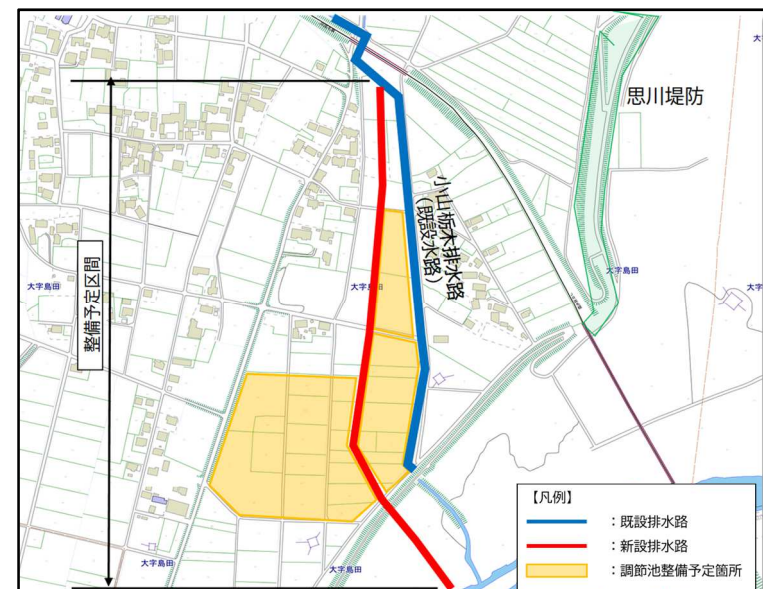 大字
思川堤防
小山栃木排水路
（既設水路）
整備予定区間
大字島田
大字島田
大字島田
大字島田
大字島田
【凡例】
：既設排水路
：新設排水路
：調節池整備予定箇所